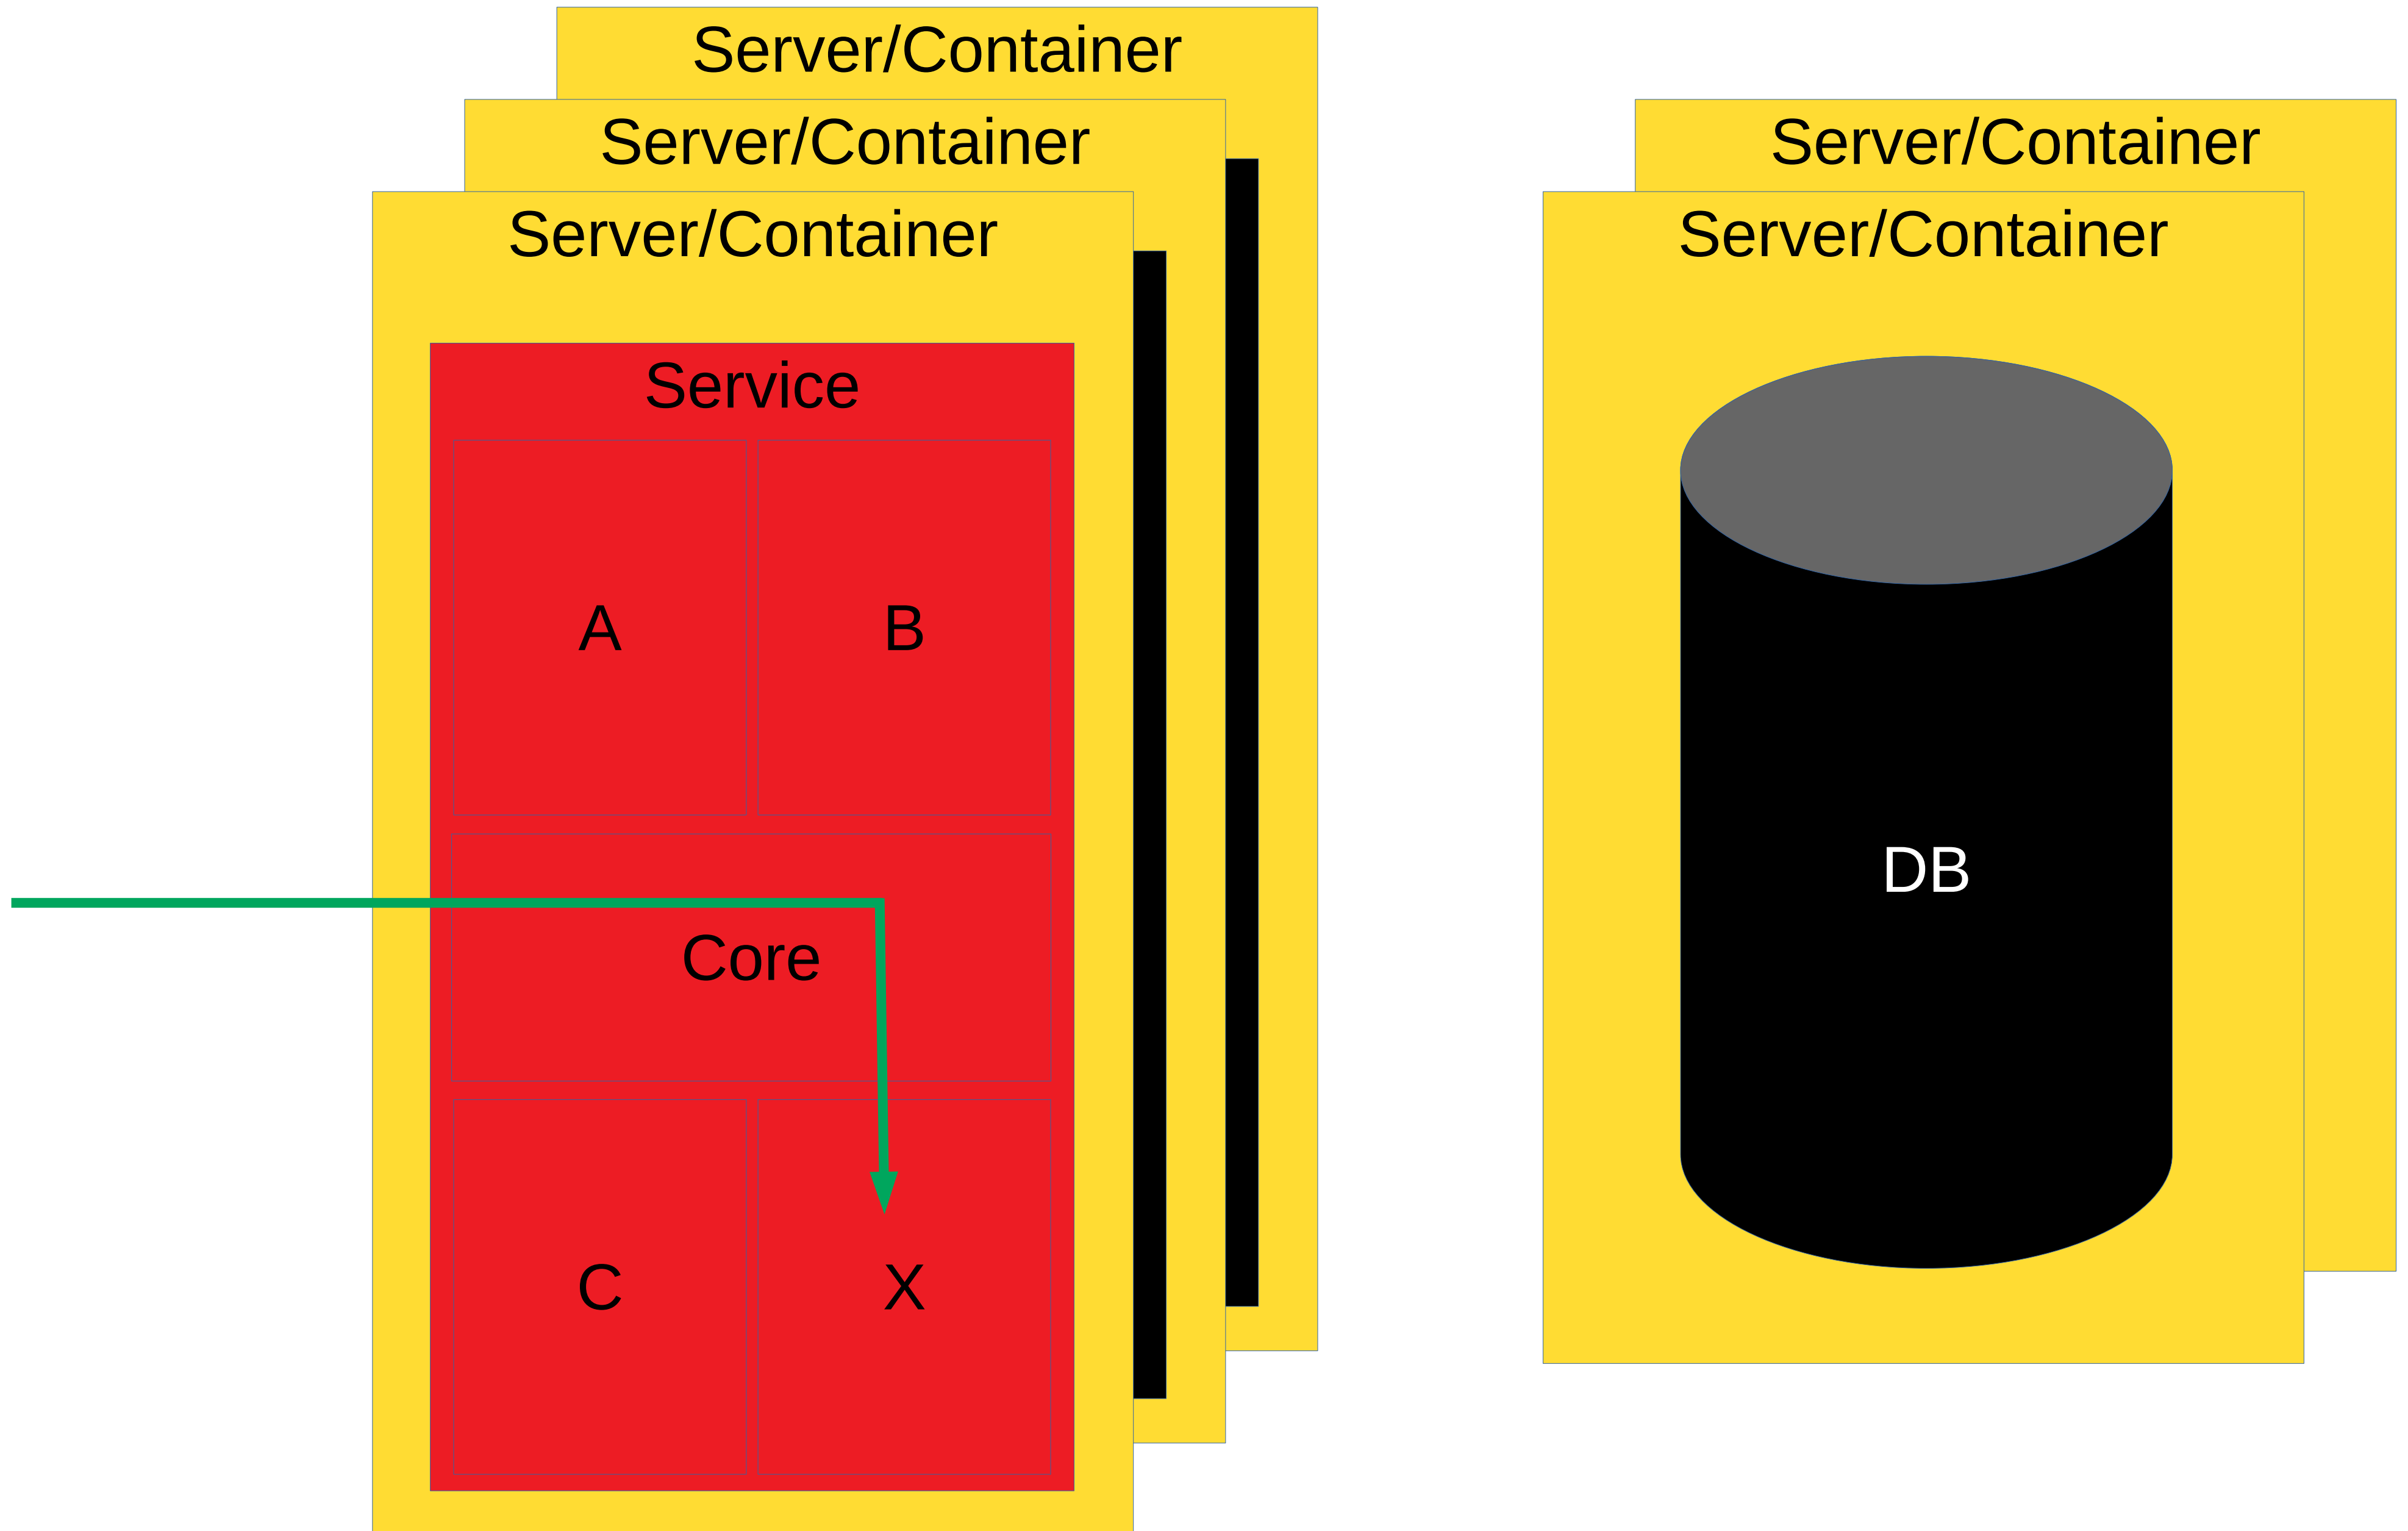 Server/Container
Server/Container
Server/Container
Service
A
B
Core
C
X
Server/Container
Server/Container
DB